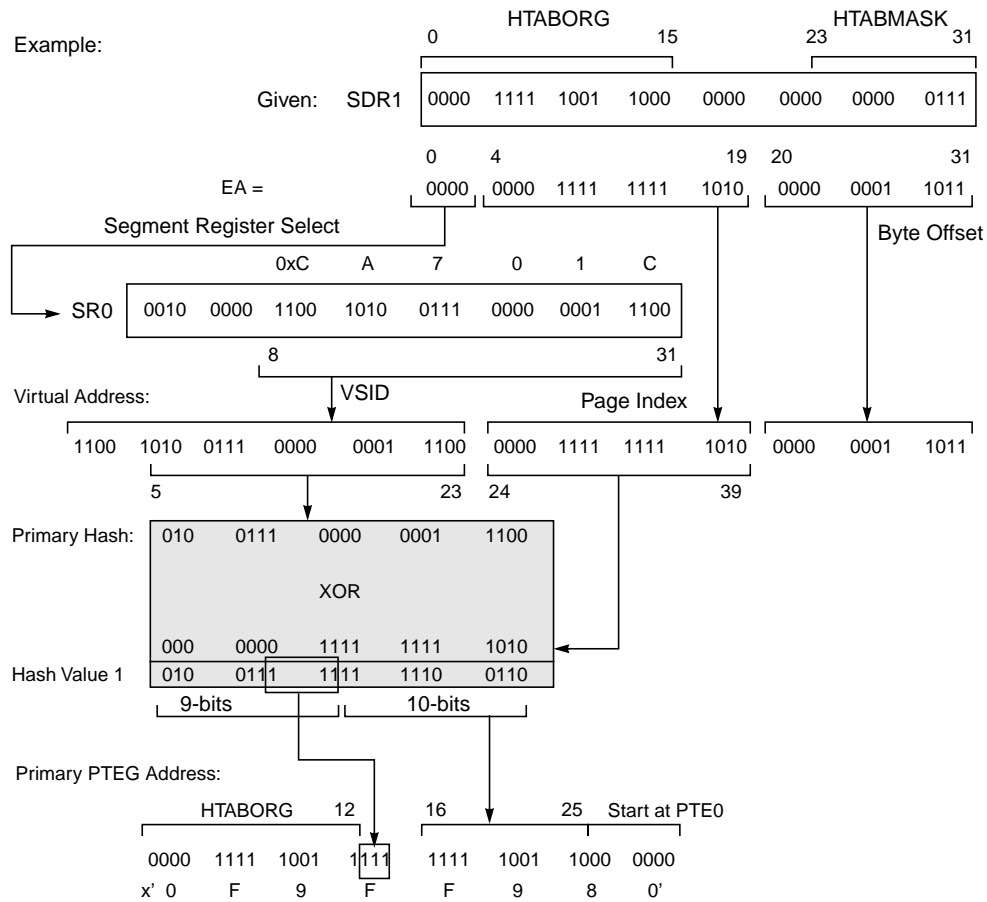 HTABORG HTABMASK
Example: 0 15 23 31
Given: SDR1 0000 1111 1001 1000 0000 0000 0000 0111
0 4 19 20 31
EA = 0000 0000 1111 1111 1010 0000 0001 1011
Segment Register Select Byte Offset
0xC A 7 0 1 C
SR0 0010 0000 1100 1010 0111 0000 0001 1100
8 31
Virtual Address: VSID Page Index
1100 1010 0111 0000 0001 1100 0000 1111 1111 1010 0000 0001 1011
5 23 24 39
Primary Hash: 010 0111 0000 0001 1100
XOR
000 0000 1111 1111 1010
Hash Value 1 010 0111 1111 1110 0110
9-bits 10-bits
Primary PTEG Address:
HTABORG 12 16 25 Start at PTE0
0000 1111 1001 1111 1111 1001 1000 0000
x' 0 F 9 F F 9 8 0'